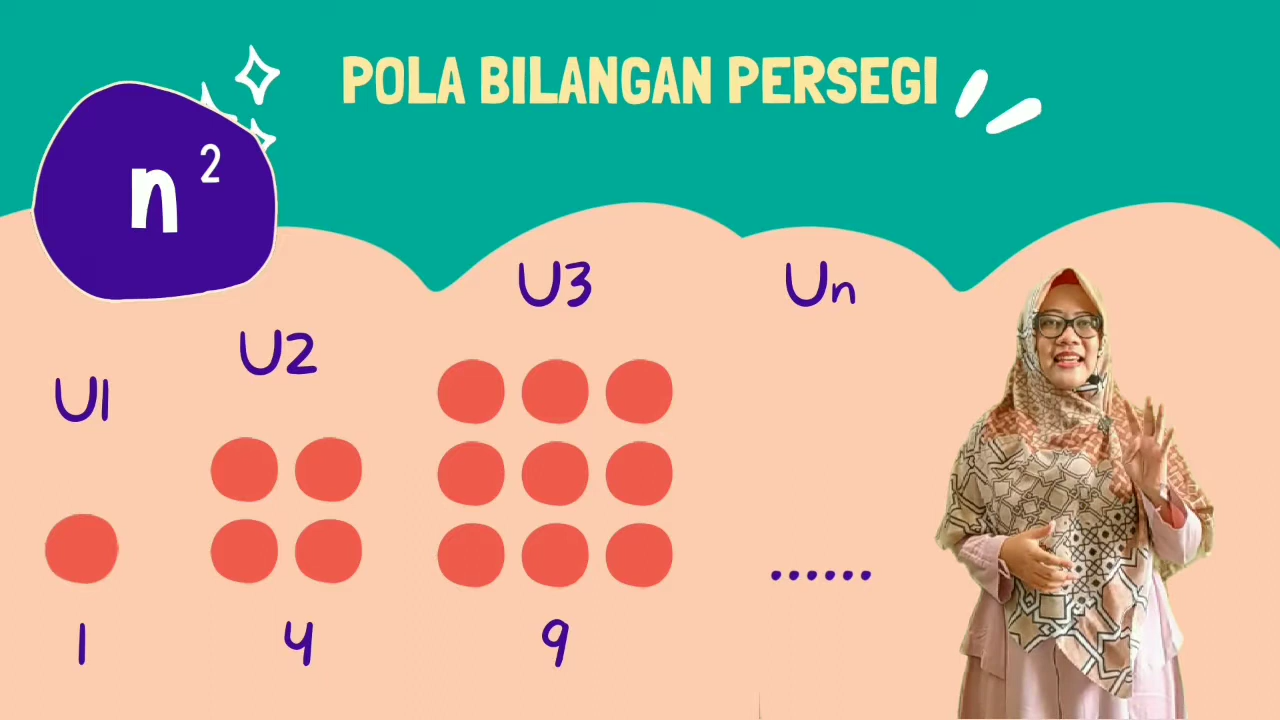 POLA BILANGAN PERSEGI
n²
U1
U2
U3
Un
......
1
4
9